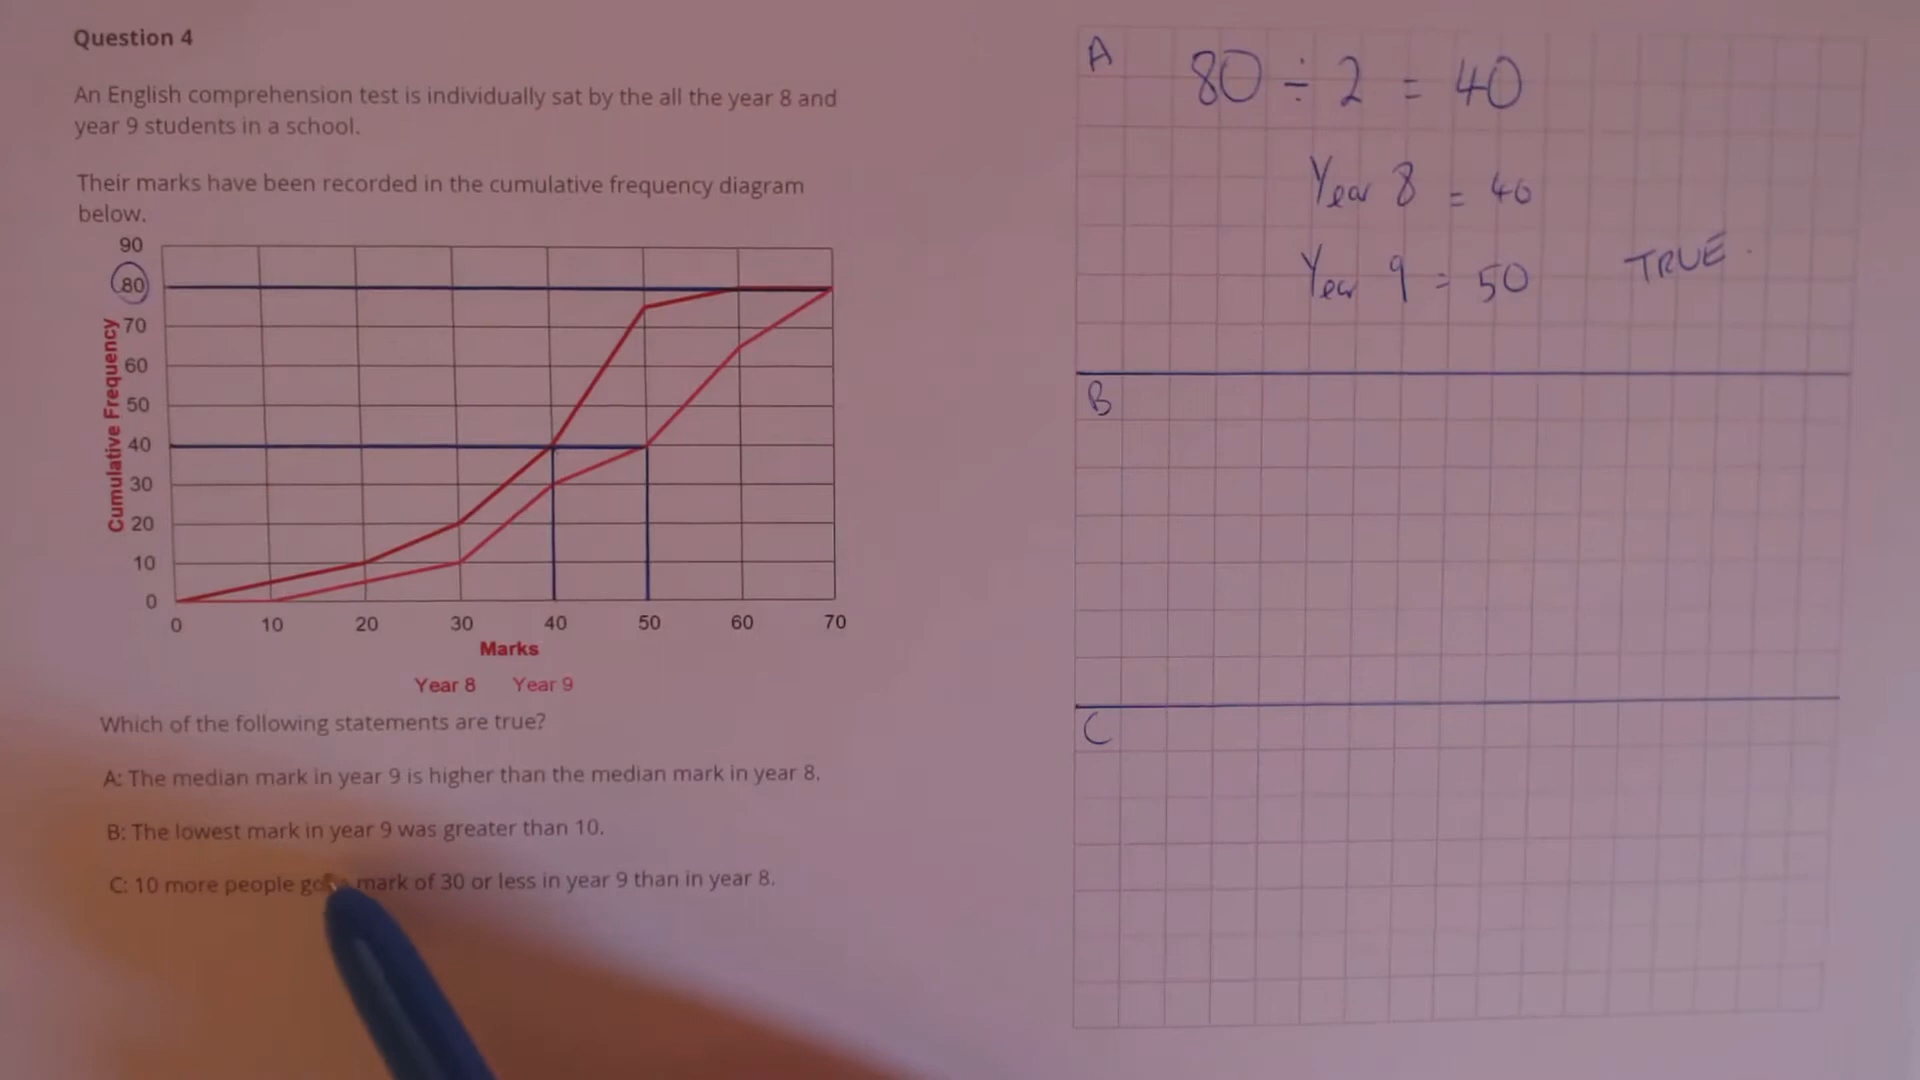 Question 4
An English comprehension test is individually sat by the all the year 8 and
year 9 students in a school.
Their marks have been recorded in the cumulative frequency diagram
below.
90
80
70
60
50
40
30
20
10
0
Cumulative Frequency
0 10 20 30 40 50 60 70
Marks
Year 8 Year 9
Which of the following statements are true?
A: The median mark in year 9 is higher than the median mark in year 8.
B: The lowest mark in year 9 was greater than 10.
C: 10 more people mark of 30 or less in year 9 than in year 8.
A
80 ÷ 2 = 40
Year 8 = 40
Year 9 = 50 TRUE.
B
C